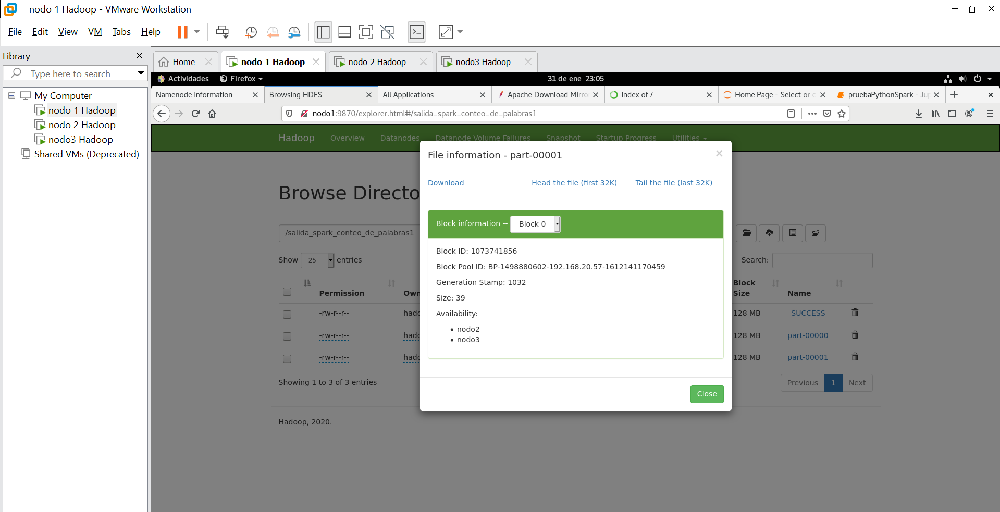 nodo 1 Hadoop - VMware Workstation
File Edit View VM Tabs Help
Library
Type here to search
My Computer
nodo 1 Hadoop
nodo 2 Hadoop
nodo3 Hadoop
Shared VMs (Deprecated)
Home nodo 1 Hadoop nodo 2 Hadoop nodo3 Hadoop
Actividades Firefox 31 de ene 23:05
Namenode information Browsing HDFS All Applications Apache Download Mirro Index of / Home Page - Select or c pruebaPythonSpark - Jup
nodo1:9870/explorer.html#/salida_spark_conteo_de_palabras1
Hadoop Overview Datanodes Datanode Volume Failures Snapshot Startup Progress Utilities
File information - part-00001
Download Head the file (first 32K) Tail the file (last 32K)
Browse Directo
Block information -- Block 0
/salida_spark_conteo_de_palabras1
Block ID: 1073741856
Show 25 entries Search:
Block Pool ID: BP-1498880602-192.168.20.57-1612141170459
Generation Stamp: 1032
Permission Own Block Size Name
Size: 39
Availability:
nodo2
nodo3
-rw-r--r-- hado 128 MB _SUCCESS
-rw-r--r-- hado 128 MB part-00000
-rw-r--r-- hado 128 MB part-00001
Showing 1 to 3 of 3 entries Previous 1 Next
Close
Hadoop, 2020.